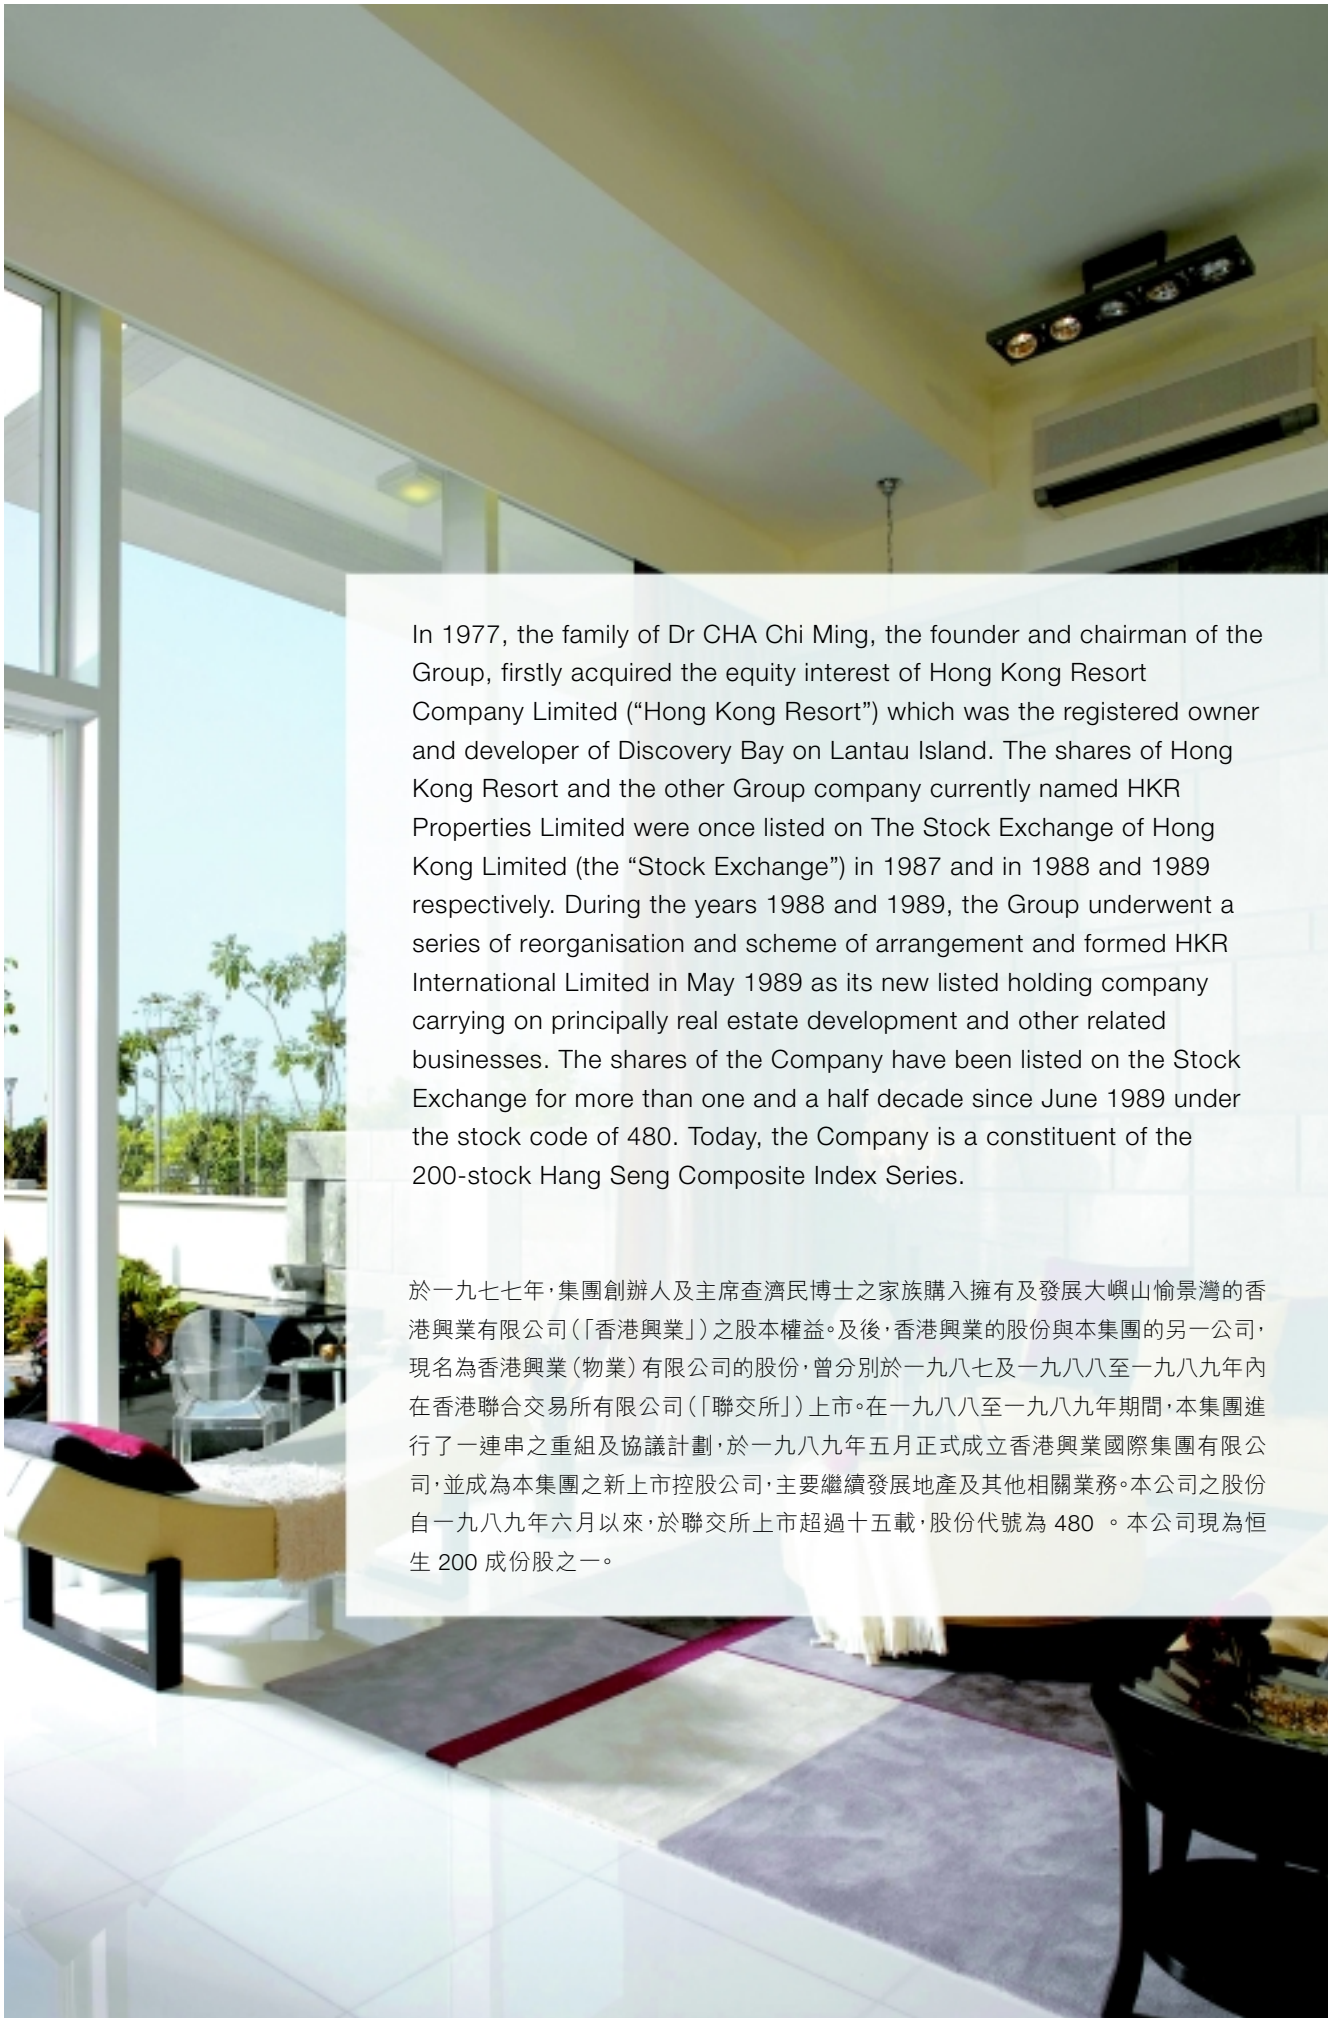 In 1977, the family of Dr CHA Chi Ming, the founder and chairman of the
Group, firstly acquired the equity interest of Hong Kong Resort
Company Limited (“Hong Kong Resort”) which was the registered owner
and developer of Discovery Bay on Lantau Island. The shares of Hong
Kong Resort and the other Group company currently named HKR
Properties Limited were once listed on The Stock Exchange of Hong
Kong Limited (the “Stock Exchange”) in 1987 and in 1988 and 1989
respectively. During the years 1988 and 1989, the Group underwent a
series of reorganisation and scheme of arrangement and formed HKR
International Limited in May 1989 as its new listed holding company
carrying on principally real estate development and other related
businesses. The shares of the Company have been listed on the Stock
Exchange for more than one and a half decade since June 1989 under
the stock code of 480. Today, the Company is a constituent of the
200-stock Hang Seng Composite Index Series.
於一九七七年，集團創辦人及主席查濟民博士之家族購入擁有及發展大嶼山愉景灣的香
港興業有限公司（「香港興業」）之股本權益。及後，香港興業的股份與本集團的另一公司，
現名為香港興業（物業）有限公司的股份，曾分別於一九八七及一九八八至一九八九年內
在香港聯合交易所有限公司（「聯交所」）上市。在一九八八至一九八九年期間，本集團進
行了一連串之重組及協議計劃，於一九八九年五月正式成立香港興業國際集團有限公
司，並成為本集團之新上市控股公司，主要繼續發展地產及其他相關業務。本公司之股份
自一九八九年六月以來，於聯交所上市超過十五載，股份代號為 480 。本公司現為恒
生 200 成份股之一。